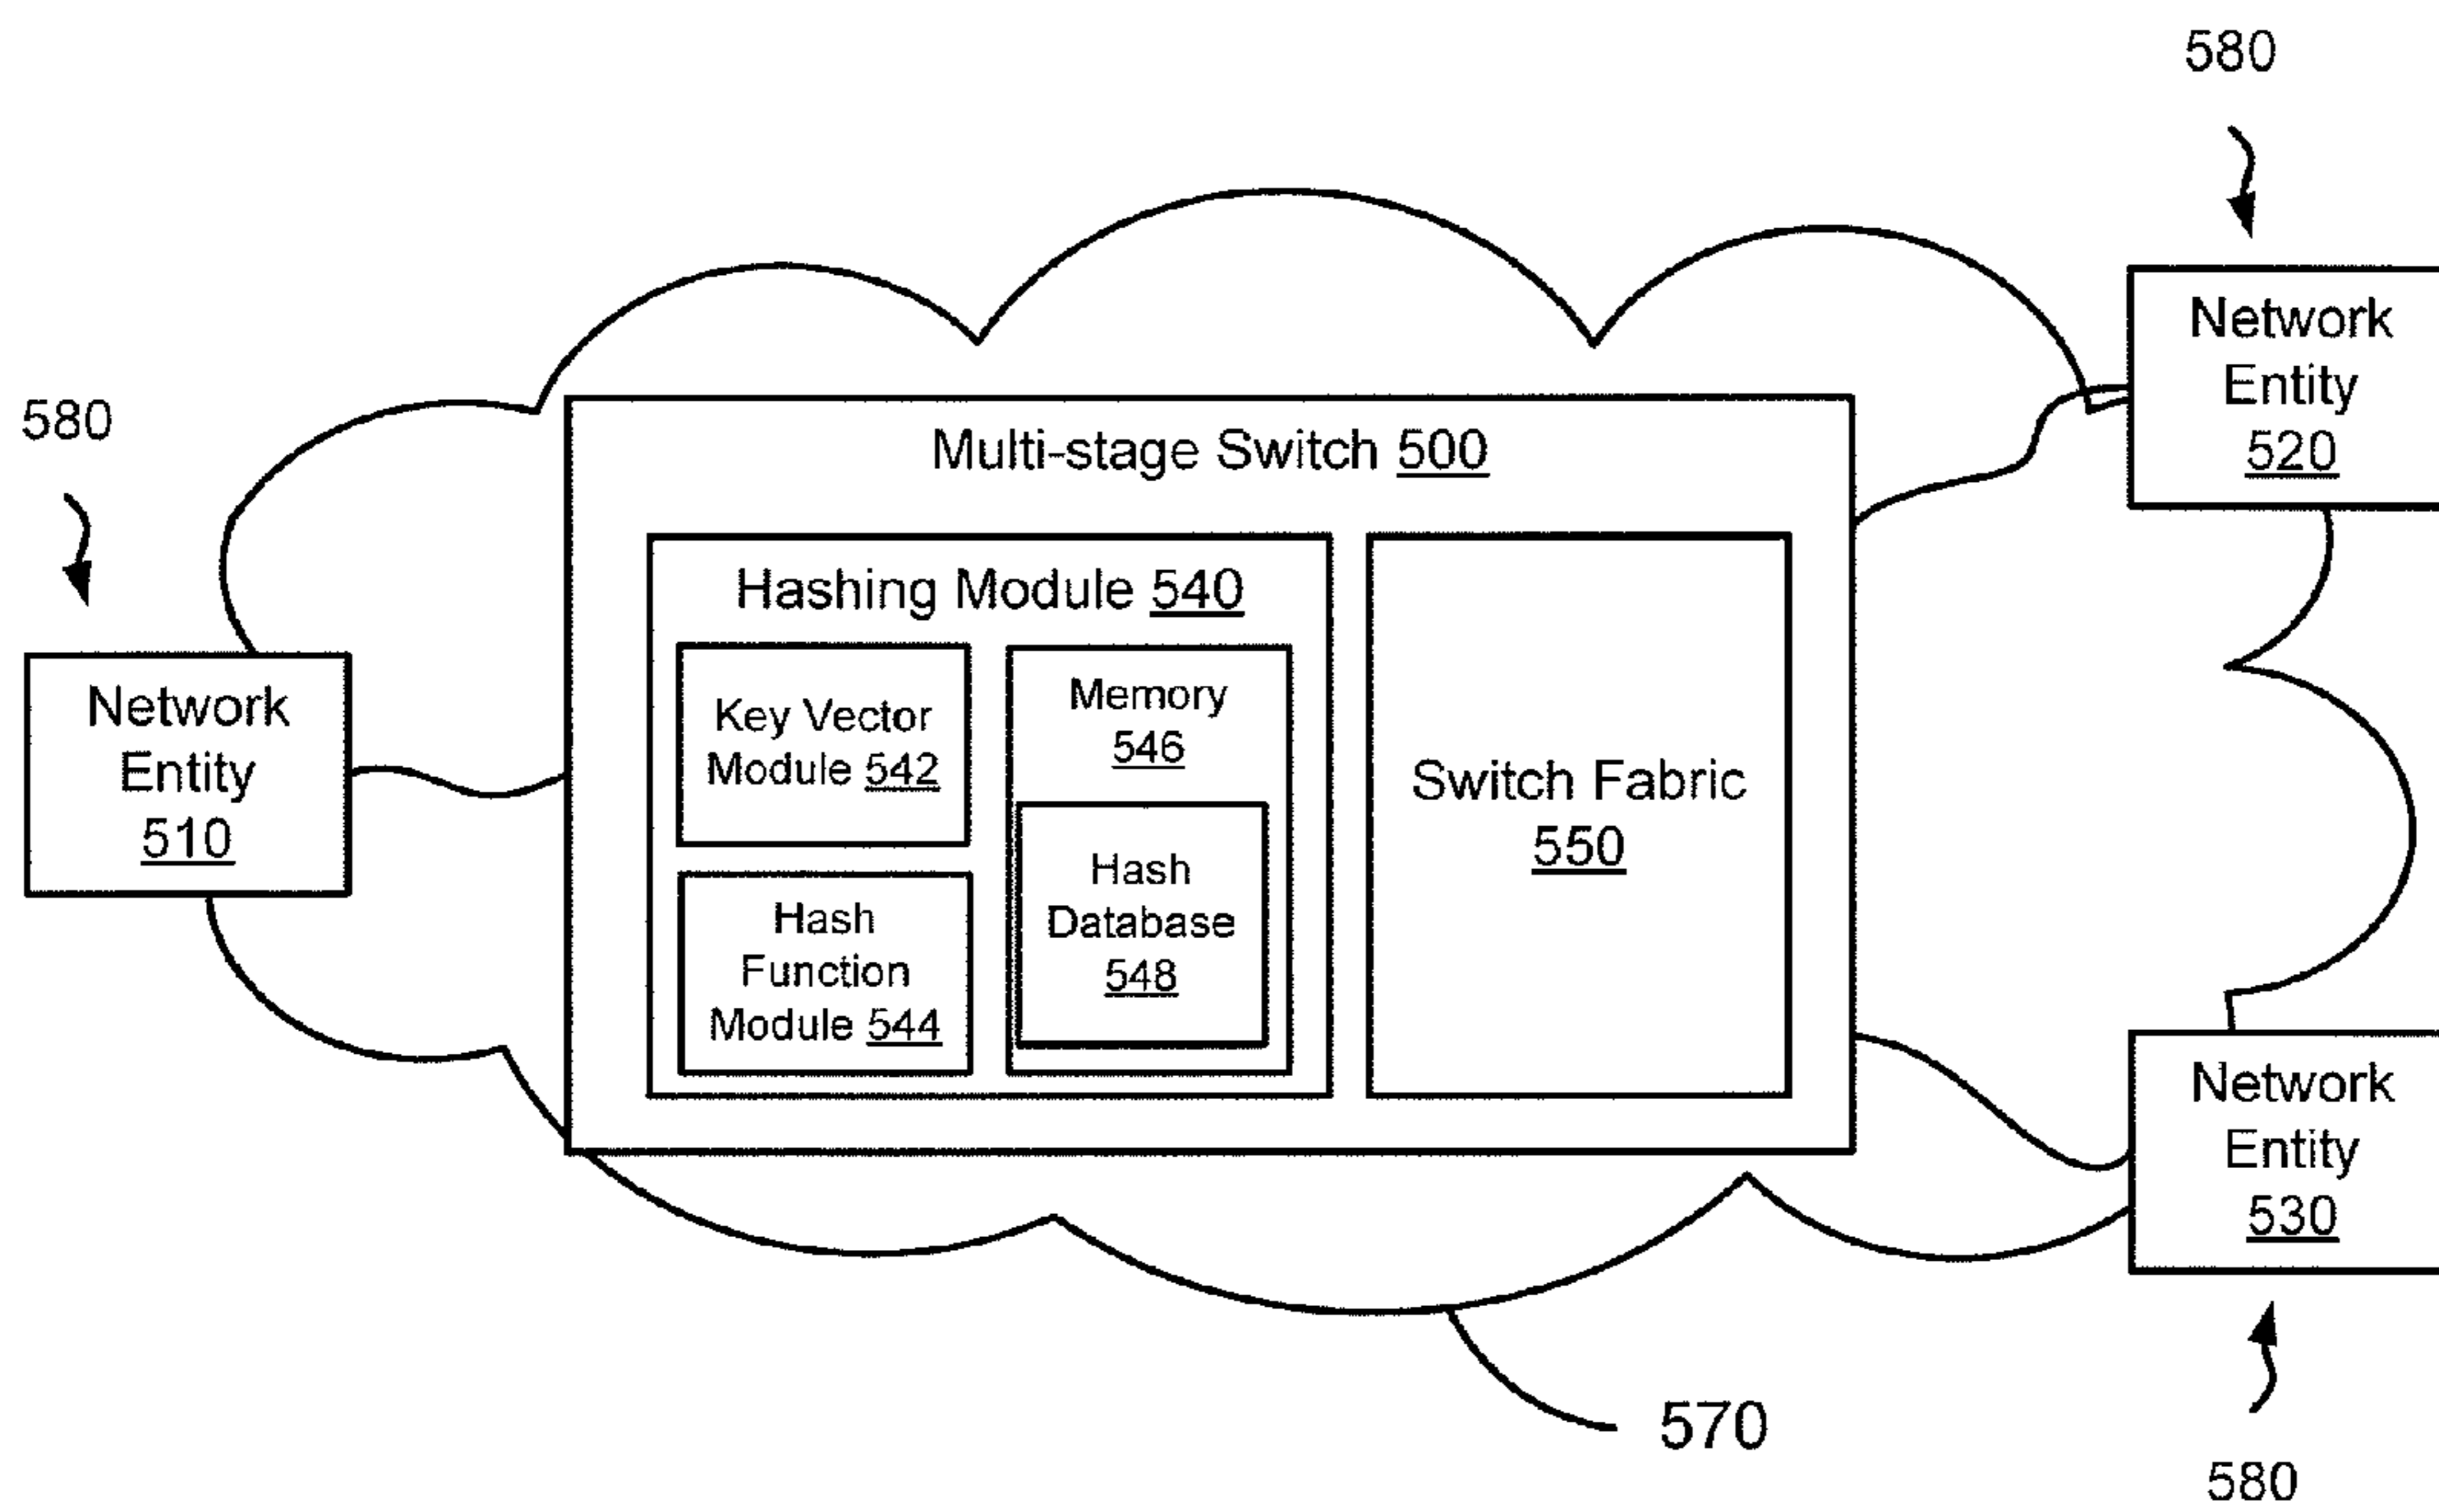 580
Network
Entity
520
580
Multi-stage Switch 500
Hashing Module 540
Key Vector
Module 542
Memory
546
Hash
Function
Module 544
Hash
Database
548
Switch Fabric
550
Network
Entity
510
Network
Entity
530
570
580